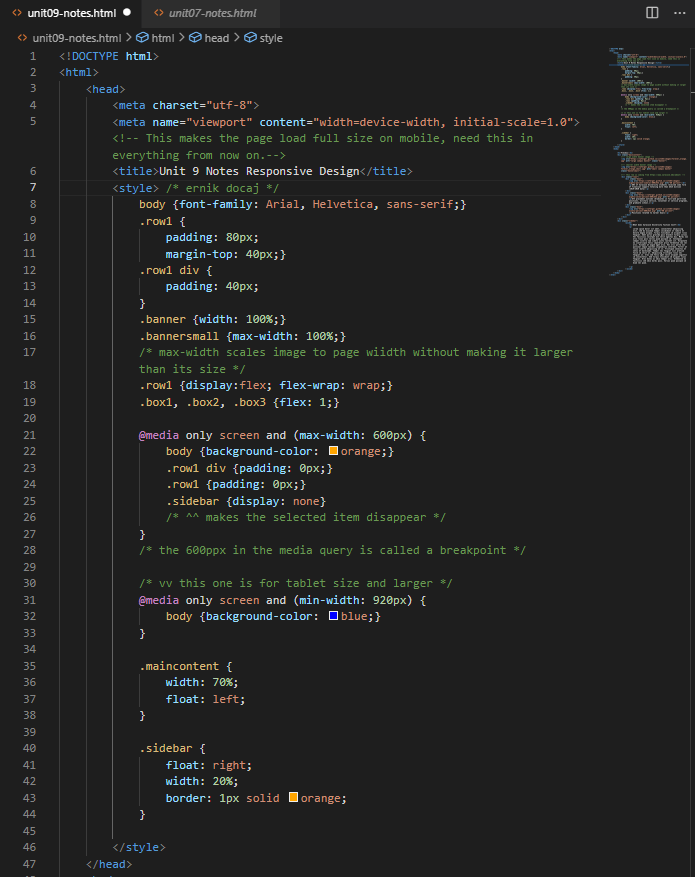 unit09-notes.html
unit07-notes.html
unit09-notes.html > html > head > style
1 <!DOCTYPE html>
2 <html>
3 <head>
4 <meta charset="utf-8">
5 <meta name="viewport" content="width=device-width, initial-scale=1.0">
<!-- This makes the page load full size on mobile, need this in
everything from now on.-->
6 <title>Unit 9 Notes Responsive Design</title>
7 <style> /* ernik docaj */
8 body {font-family: Arial, Helvetica, sans-serif;}
9 .row1 {
10 padding: 80px;
11 margin-top: 40px;}
12 .row1 div {
13 padding: 40px;
14 }
15 .banner {width: 100%;}
16 .bannersmall {max-width: 100%;}
17 /* max-width scales image to page wiidth without making it larger
than its size */
18 .row1 {display:flex; flex-wrap: wrap;}
19 .box1, .box2, .box3 {flex: 1;}
20
21 @media only screen and (max-width: 600px) {
22 body {background-color: orange;}
23 .row1 div {padding: 0px;}
24 .row1 {padding: 0px;}
25 .sidebar {display: none}
26 /* ^^ makes the selected item disappear */
27 }
28 /* the 600ppx in the media query is called a breakpoint */
29
30 /* vv this one is for tablet size and larger */
31 @media only screen and (min-width: 920px) {
32 body {background-color: blue;}
33 }
34
35 .maincontent {
36 width: 70%;
37 float: left;
38 }
39
40 .sidebar {
41 float: right;
42 width: 20%;
43 border: 1px solid orange;
44 }
45
46 </style>
47 </head>